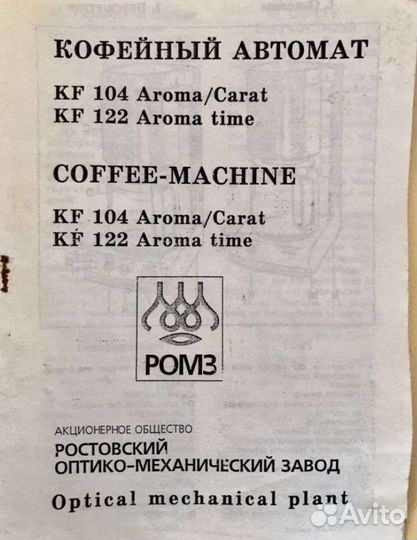 КОФЕЙНЫЙ АВТОМАТ
KF 104 Aroma/Carat
KF 122 Aroma time
COFFEE-MACHINE
KF 104 Aroma/Carat
KF 122 Aroma time
РОМЗ
АКЦИОНЕРНОЕ ОБЩЕСТВО
РОСТОВСКИЙ
ОПТИКО-МЕХАНИЧЕСКИЙ ЗАВОД
Optical mechanical plant
Avito